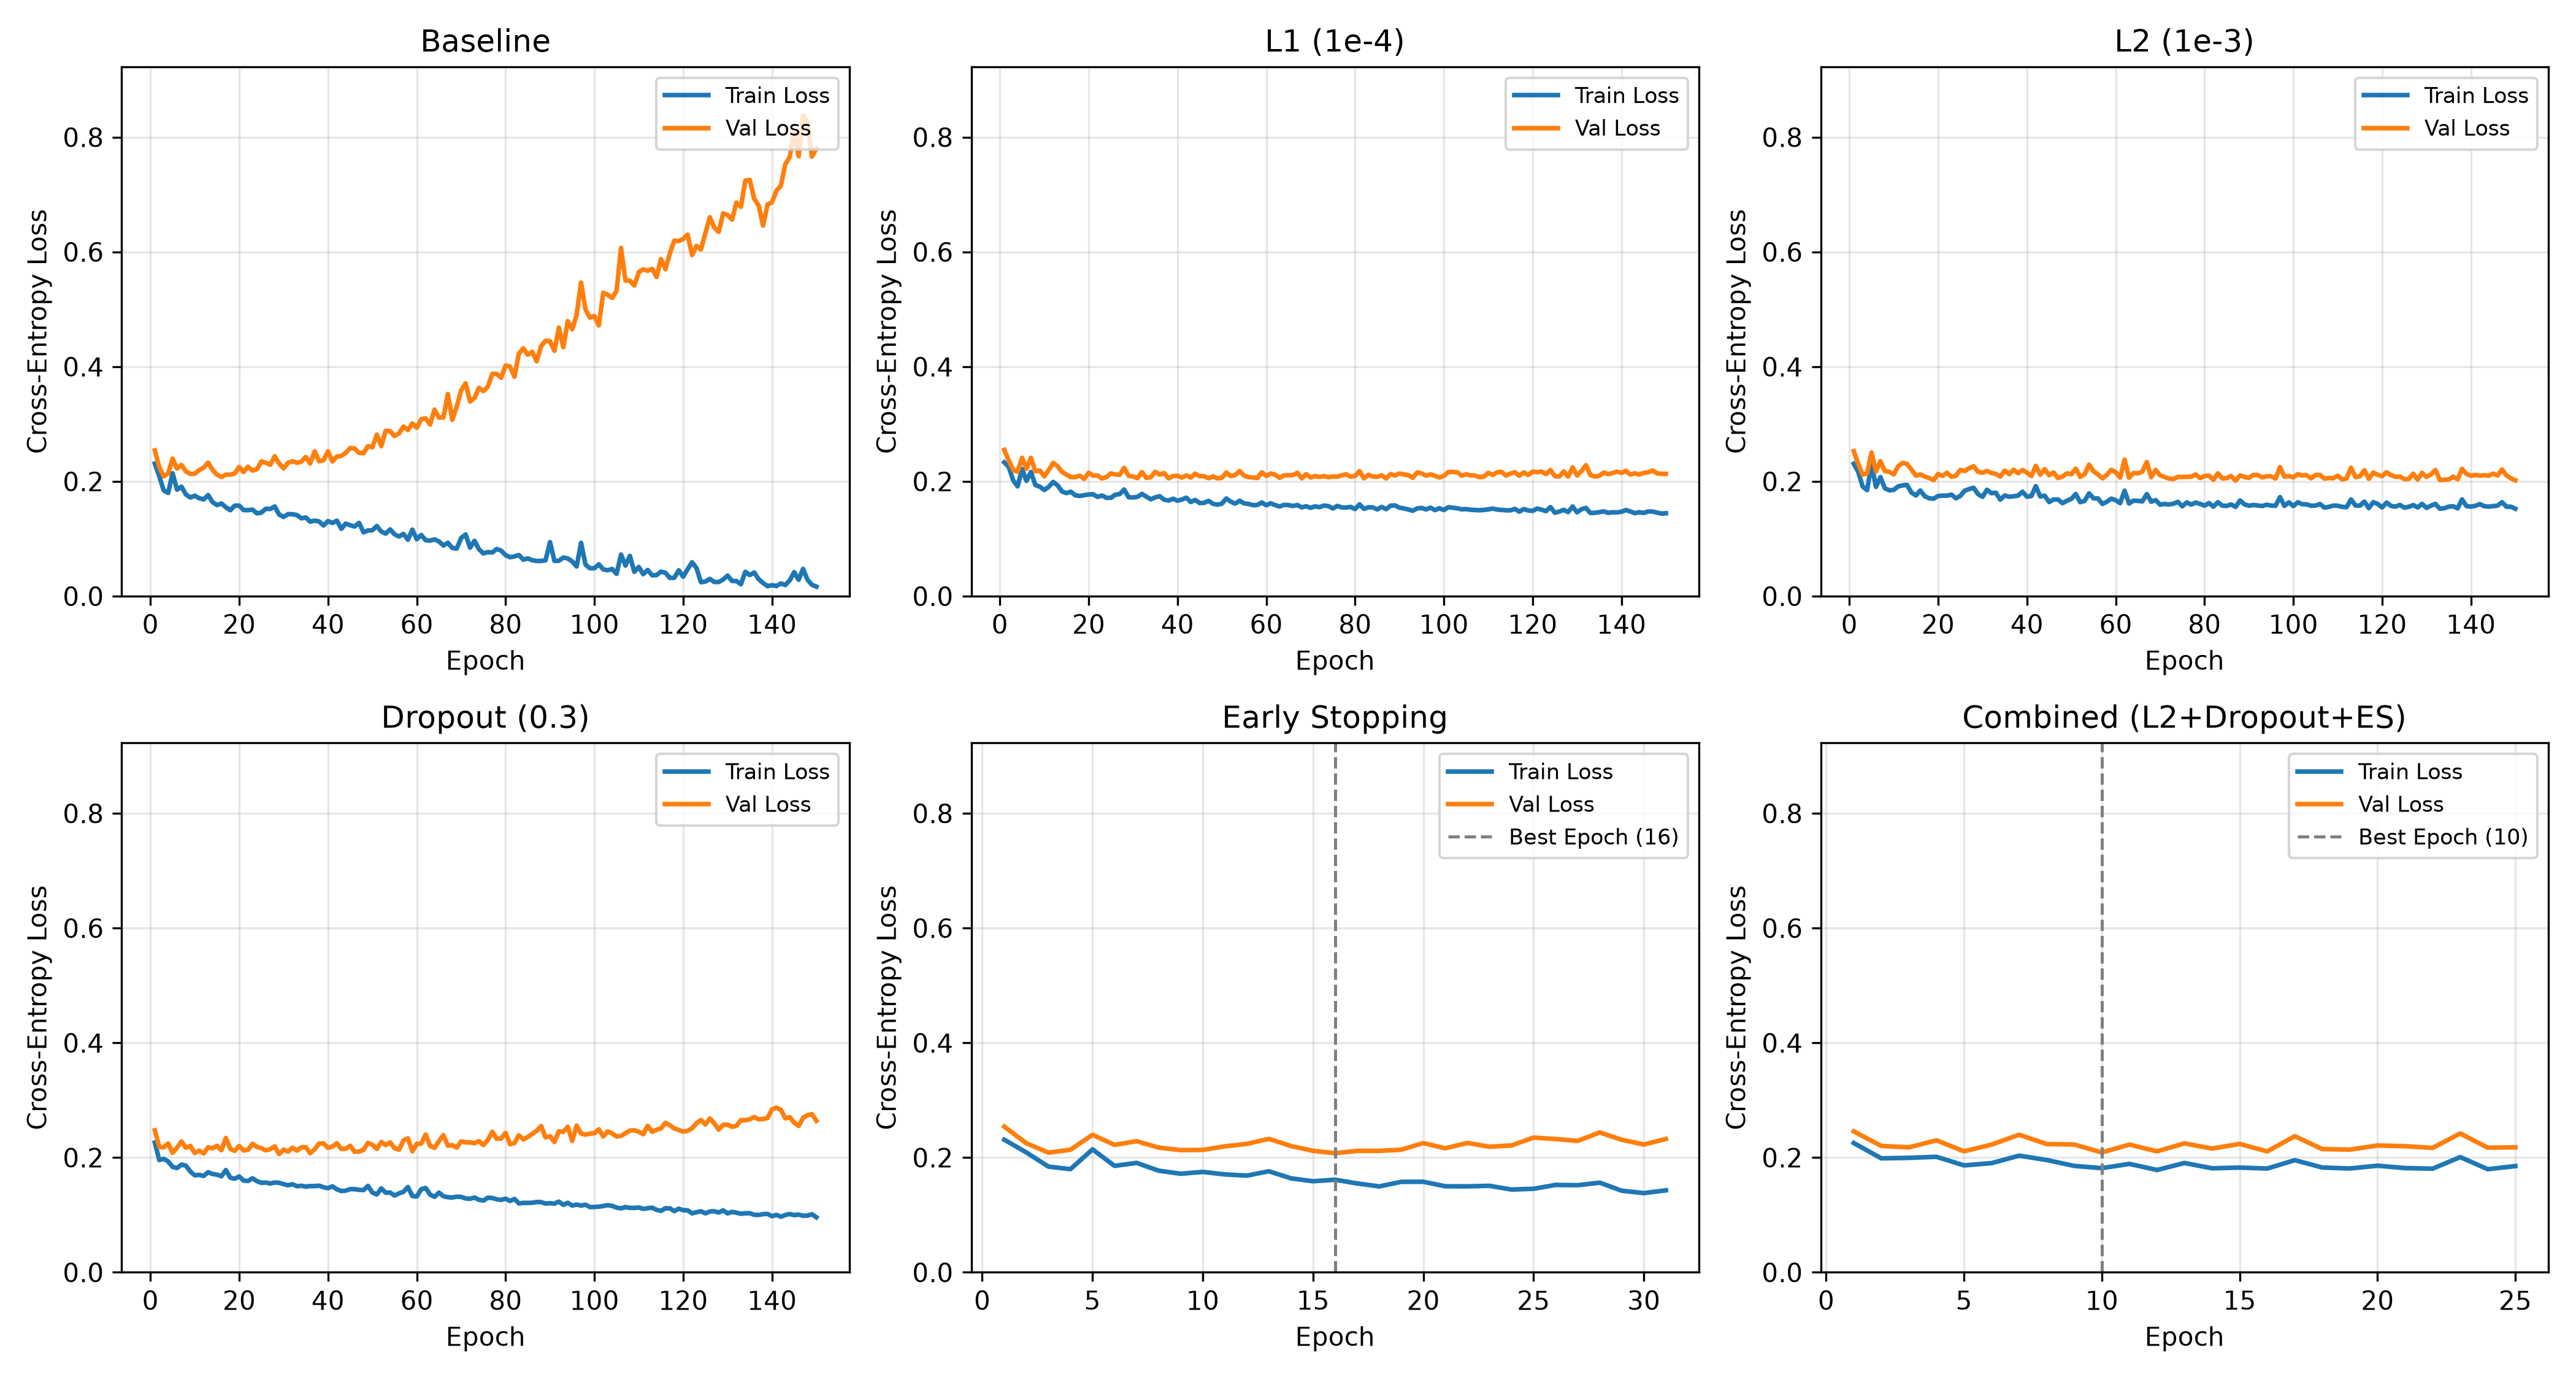 Baseline
Cross-Entropy Loss
0.8
0.6
0.4
0.2
0.0
0 20 40 60 80 100 120 140
Epoch
Train Loss
Val Loss
L1 (1e-4)
Cross-Entropy Loss
0.8
0.6
0.4
0.2
0.0
0 20 40 60 80 100 120 140
Epoch
Train Loss
Val Loss
L2 (1e-3)
Cross-Entropy Loss
0.8
0.6
0.4
0.2
0.0
0 20 40 60 80 100 120 140
Epoch
Train Loss
Val Loss
Dropout (0.3)
Cross-Entropy Loss
0.8
0.6
0.4
0.2
0.0
0 20 40 60 80 100 120 140
Epoch
Train Loss
Val Loss
Early Stopping
Cross-Entropy Loss
0.8
0.6
0.4
0.2
0.0
0 5 10 15 20 25 30
Epoch
Train Loss
Val Loss
Best Epoch (16)
Combined (L2+Dropout+ES)
Cross-Entropy Loss
0.8
0.6
0.4
0.2
0.0
0 5 10 15 20 25
Epoch
Train Loss
Val Loss
Best Epoch (10)